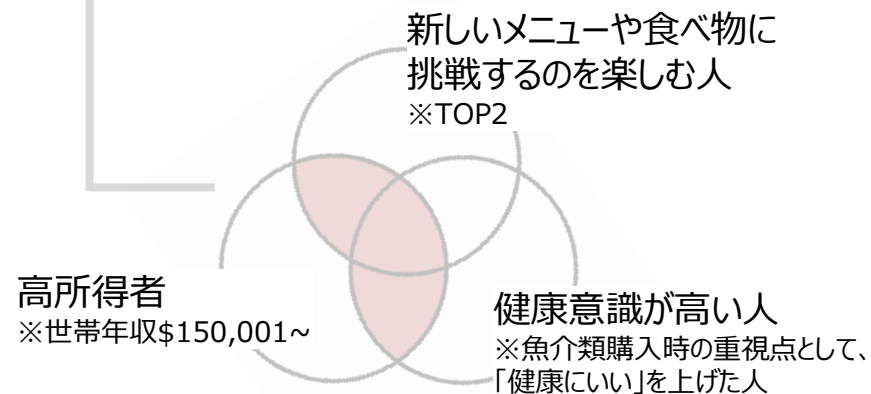 新しいメニューや食べ物に
挑戦するのを楽しむ人
※TOP2
高所得者
※世帯年収$150,001~
健康意識が高い人
※魚介類購入時の重視点として、
「健康にいい」を上げた人